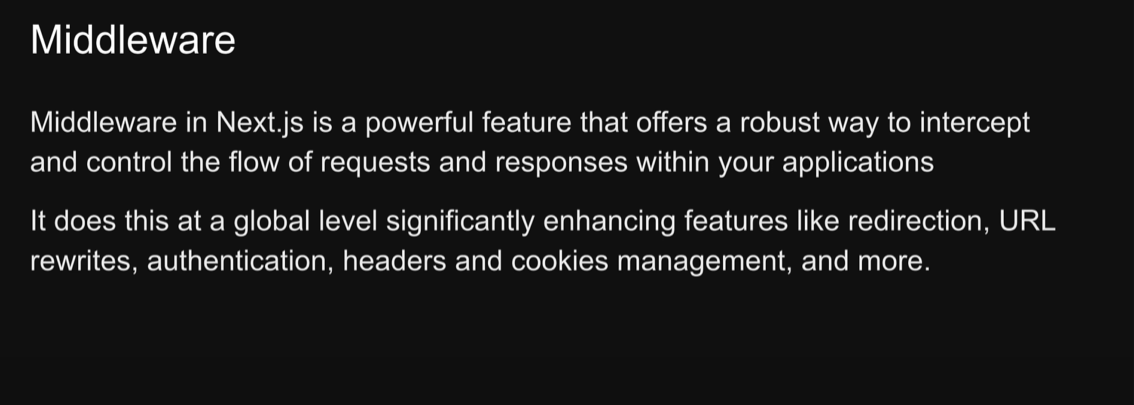 Middleware
Middleware in Next.js is a powerful feature that offers a robust way to intercept
and control the flow of requests and responses within your applications
It does this at a global level significantly enhancing features like redirection, URL
rewrites, authentication, headers and cookies management, and more.